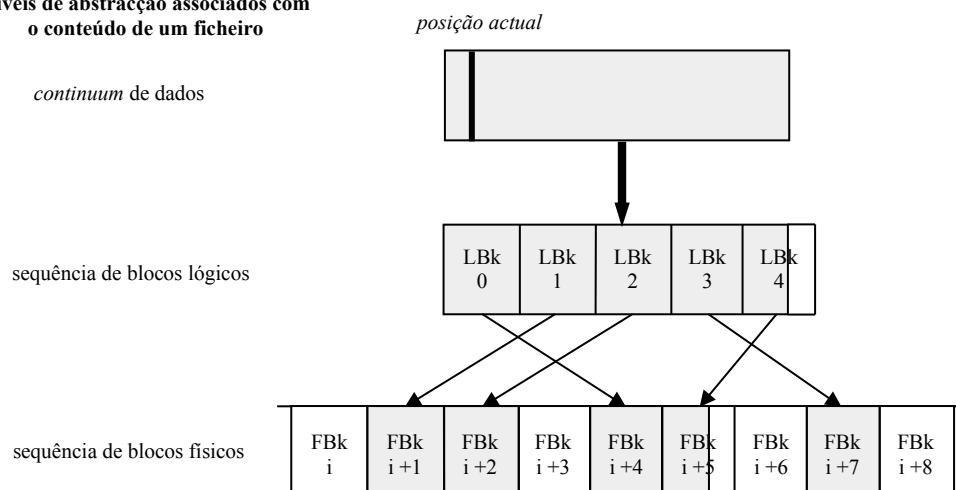 veis de abstracção associados com
o conteúdo de um ficheiro
posição actual
continuum de dados
sequência de blocos lógicos
LBk LBk LBk LBk LBk
0 1 2 3 4
sequência de blocos físicos
FBk FBk FBk FBk FBk FBk FBk FBk FBk
i i +1 i +2 i +3 i +4 i +5 i +6 i +7 i +8